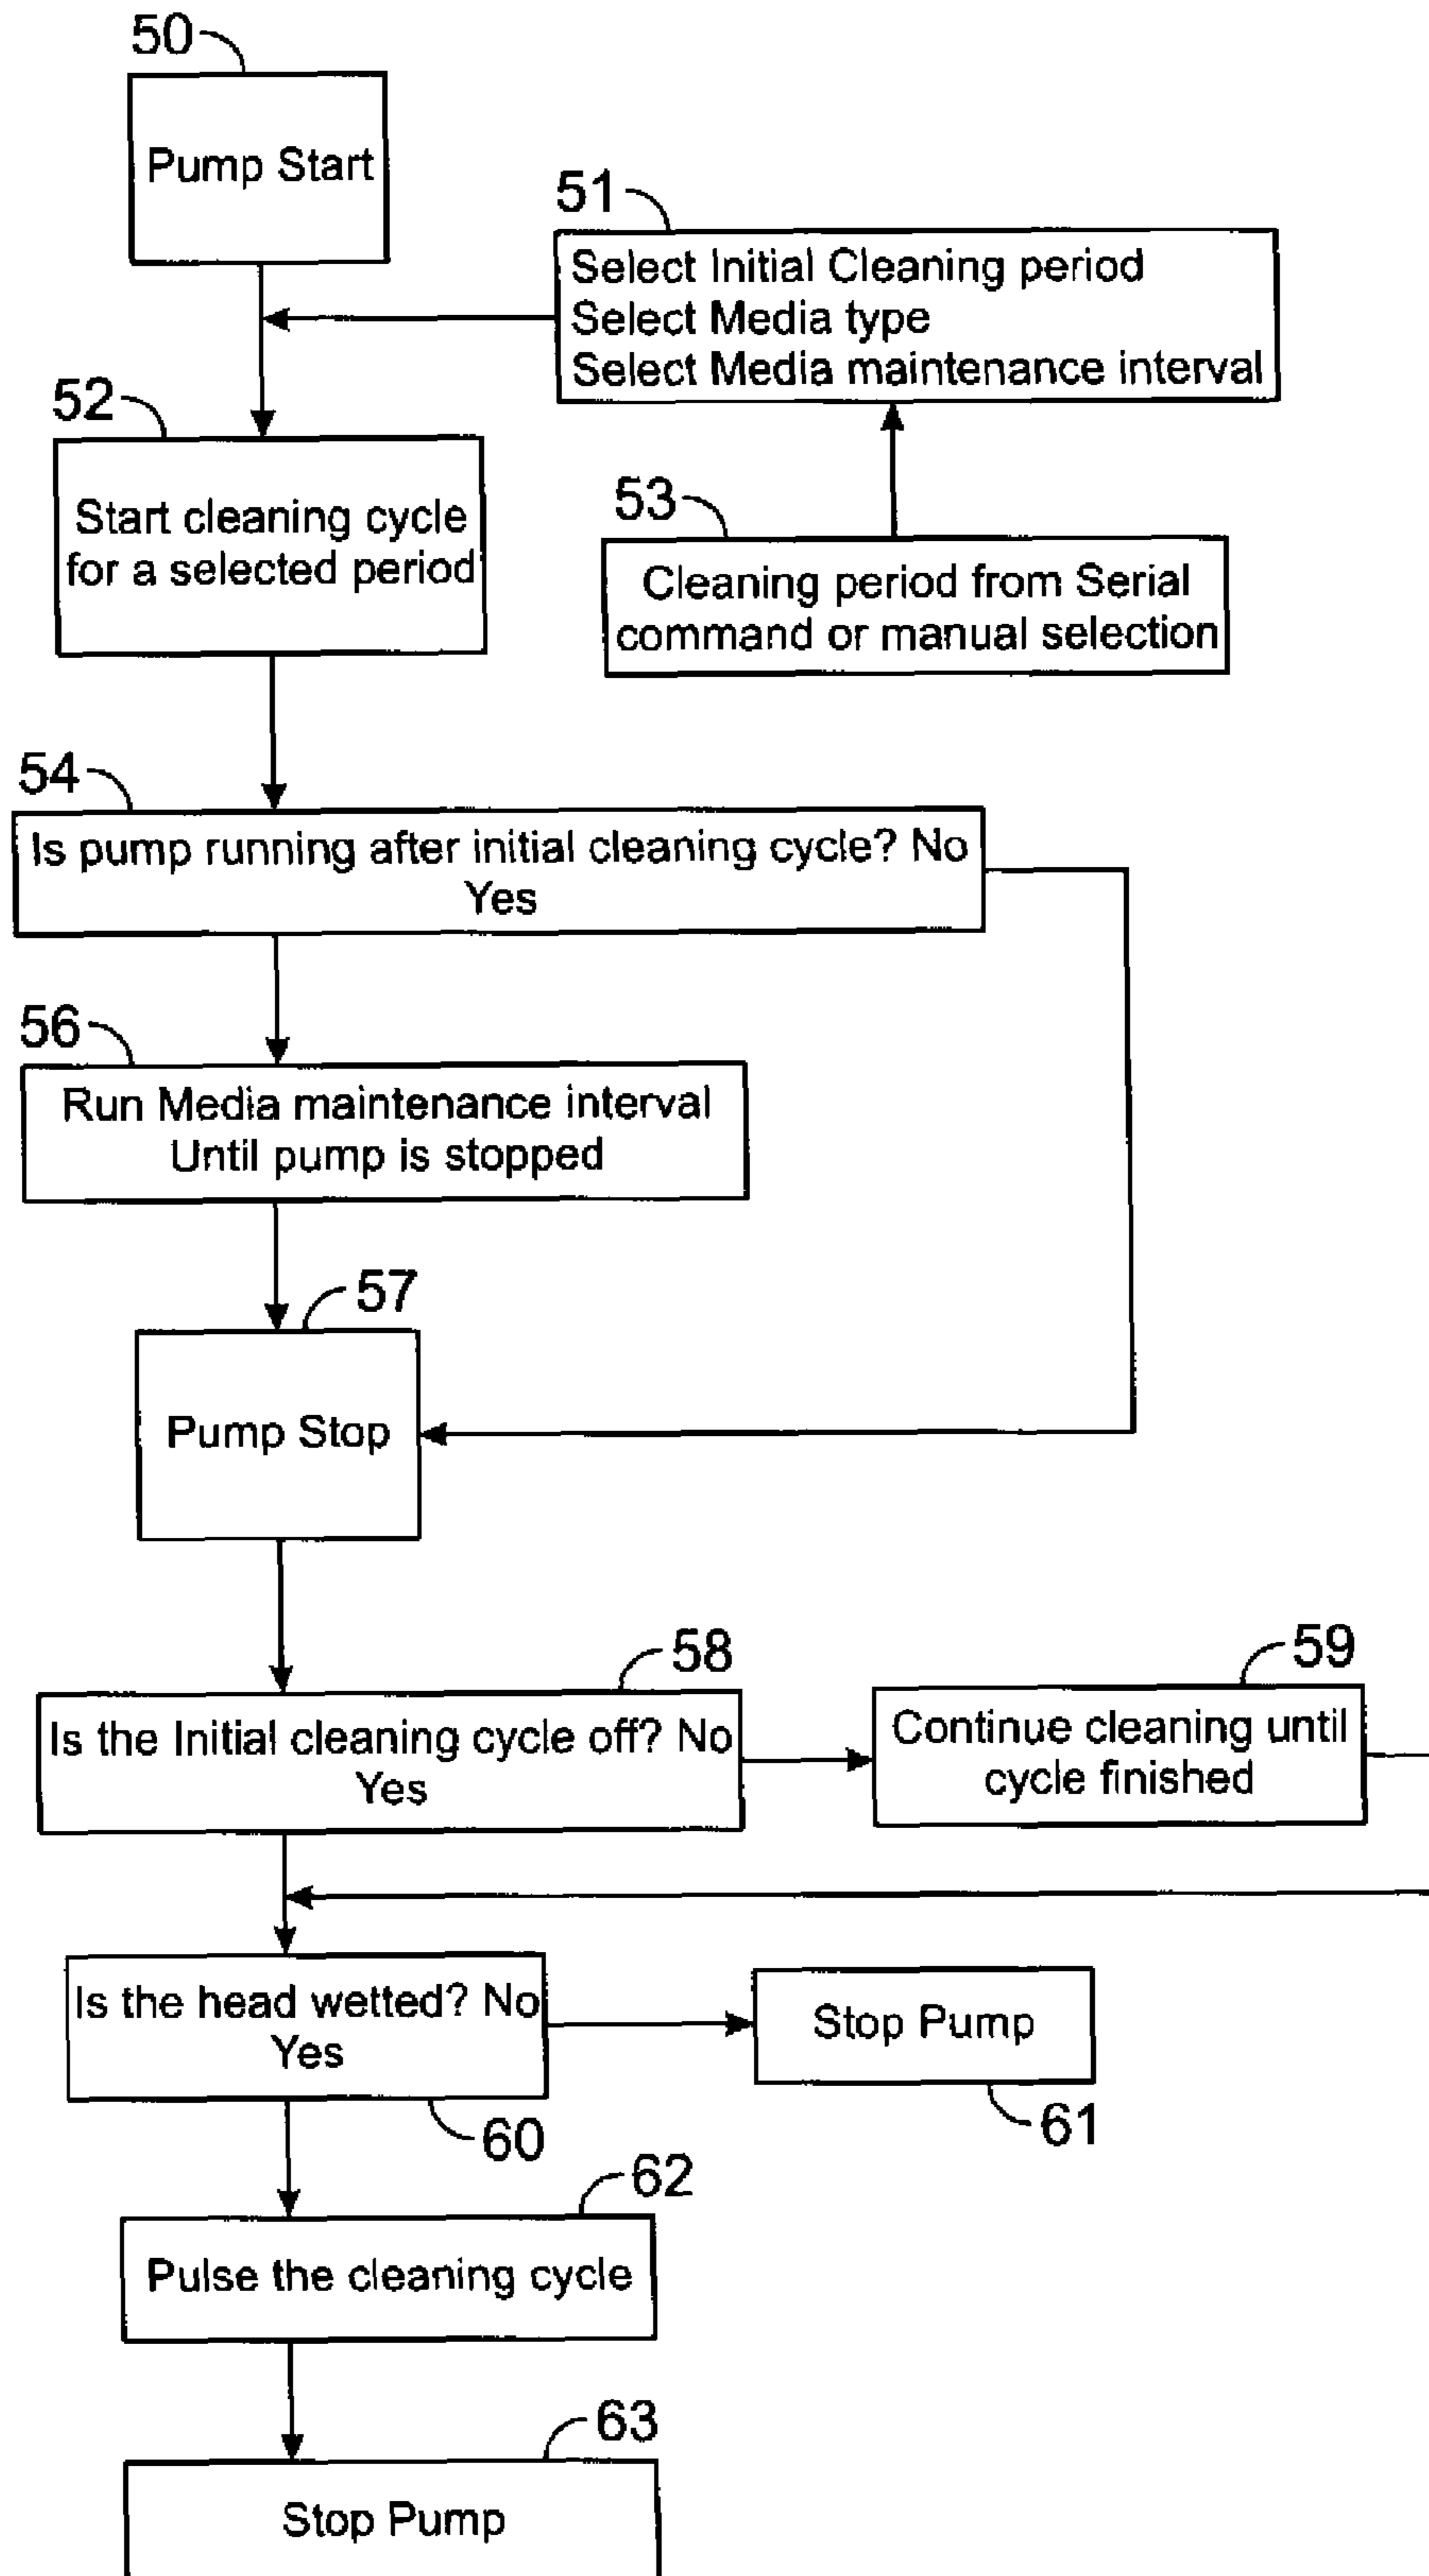 50
Pump Start
51
Select Initial Cleaning period
Select Media type
Select Media maintenance interval
52
Start cleaning cycle
for a selected period
53
Cleaning period from Serial
command or manual selection
54
Is pump running after initial cleaning cycle? No
Yes
56
Run Media maintenance interval
Until pump is stopped
57
Pump Stop
58
Is the Initial cleaning cycle off? No
Yes
59
Continue cleaning until
cycle finished
Is the head wetted? No
Yes
60
Stop Pump
61
62
Pulse the cleaning cycle
63
Stop Pump